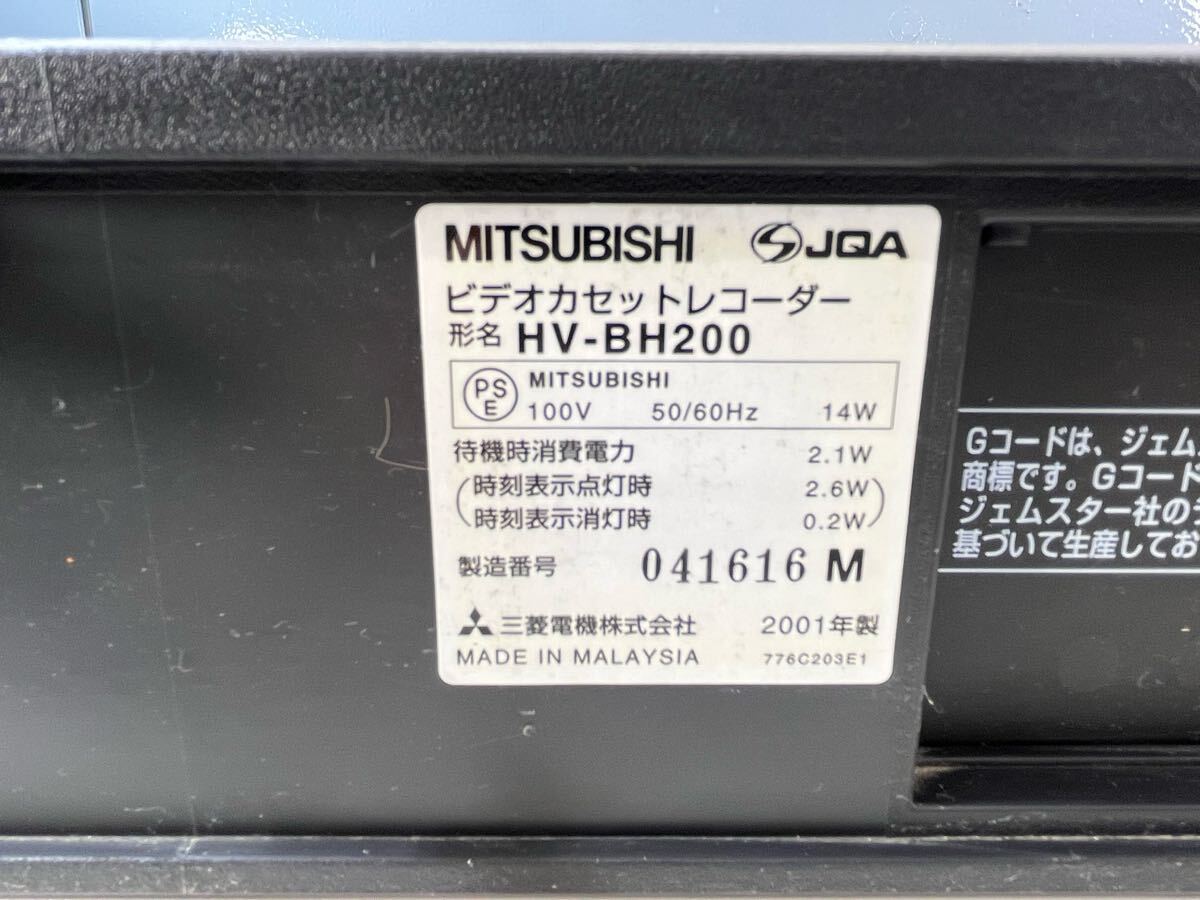 MITSUBISHI JQA
ビデオカセットレコーダー
形名 HV-BH200
PSE MITSUBISHI
100V 50/60Hz 14W
待機時消費電力 2.1W
(時刻表示点灯時 2.6W)
(時刻表示消灯時 0.2W)
製造番号 041616 M
三菱電機株式会社 2001年製
MADE IN MALAYSIA 776C203E1
Gコードは、ジェム
商標です。Gコード
ジェムスター社の
基づいて生産してお